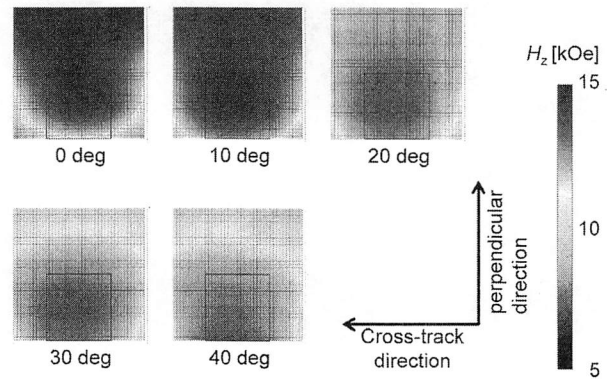 Hz [kOe]
15
10
5
0 deg
10 deg
20 deg
30 deg
40 deg
perpendicular
direction
Cross-track
direction